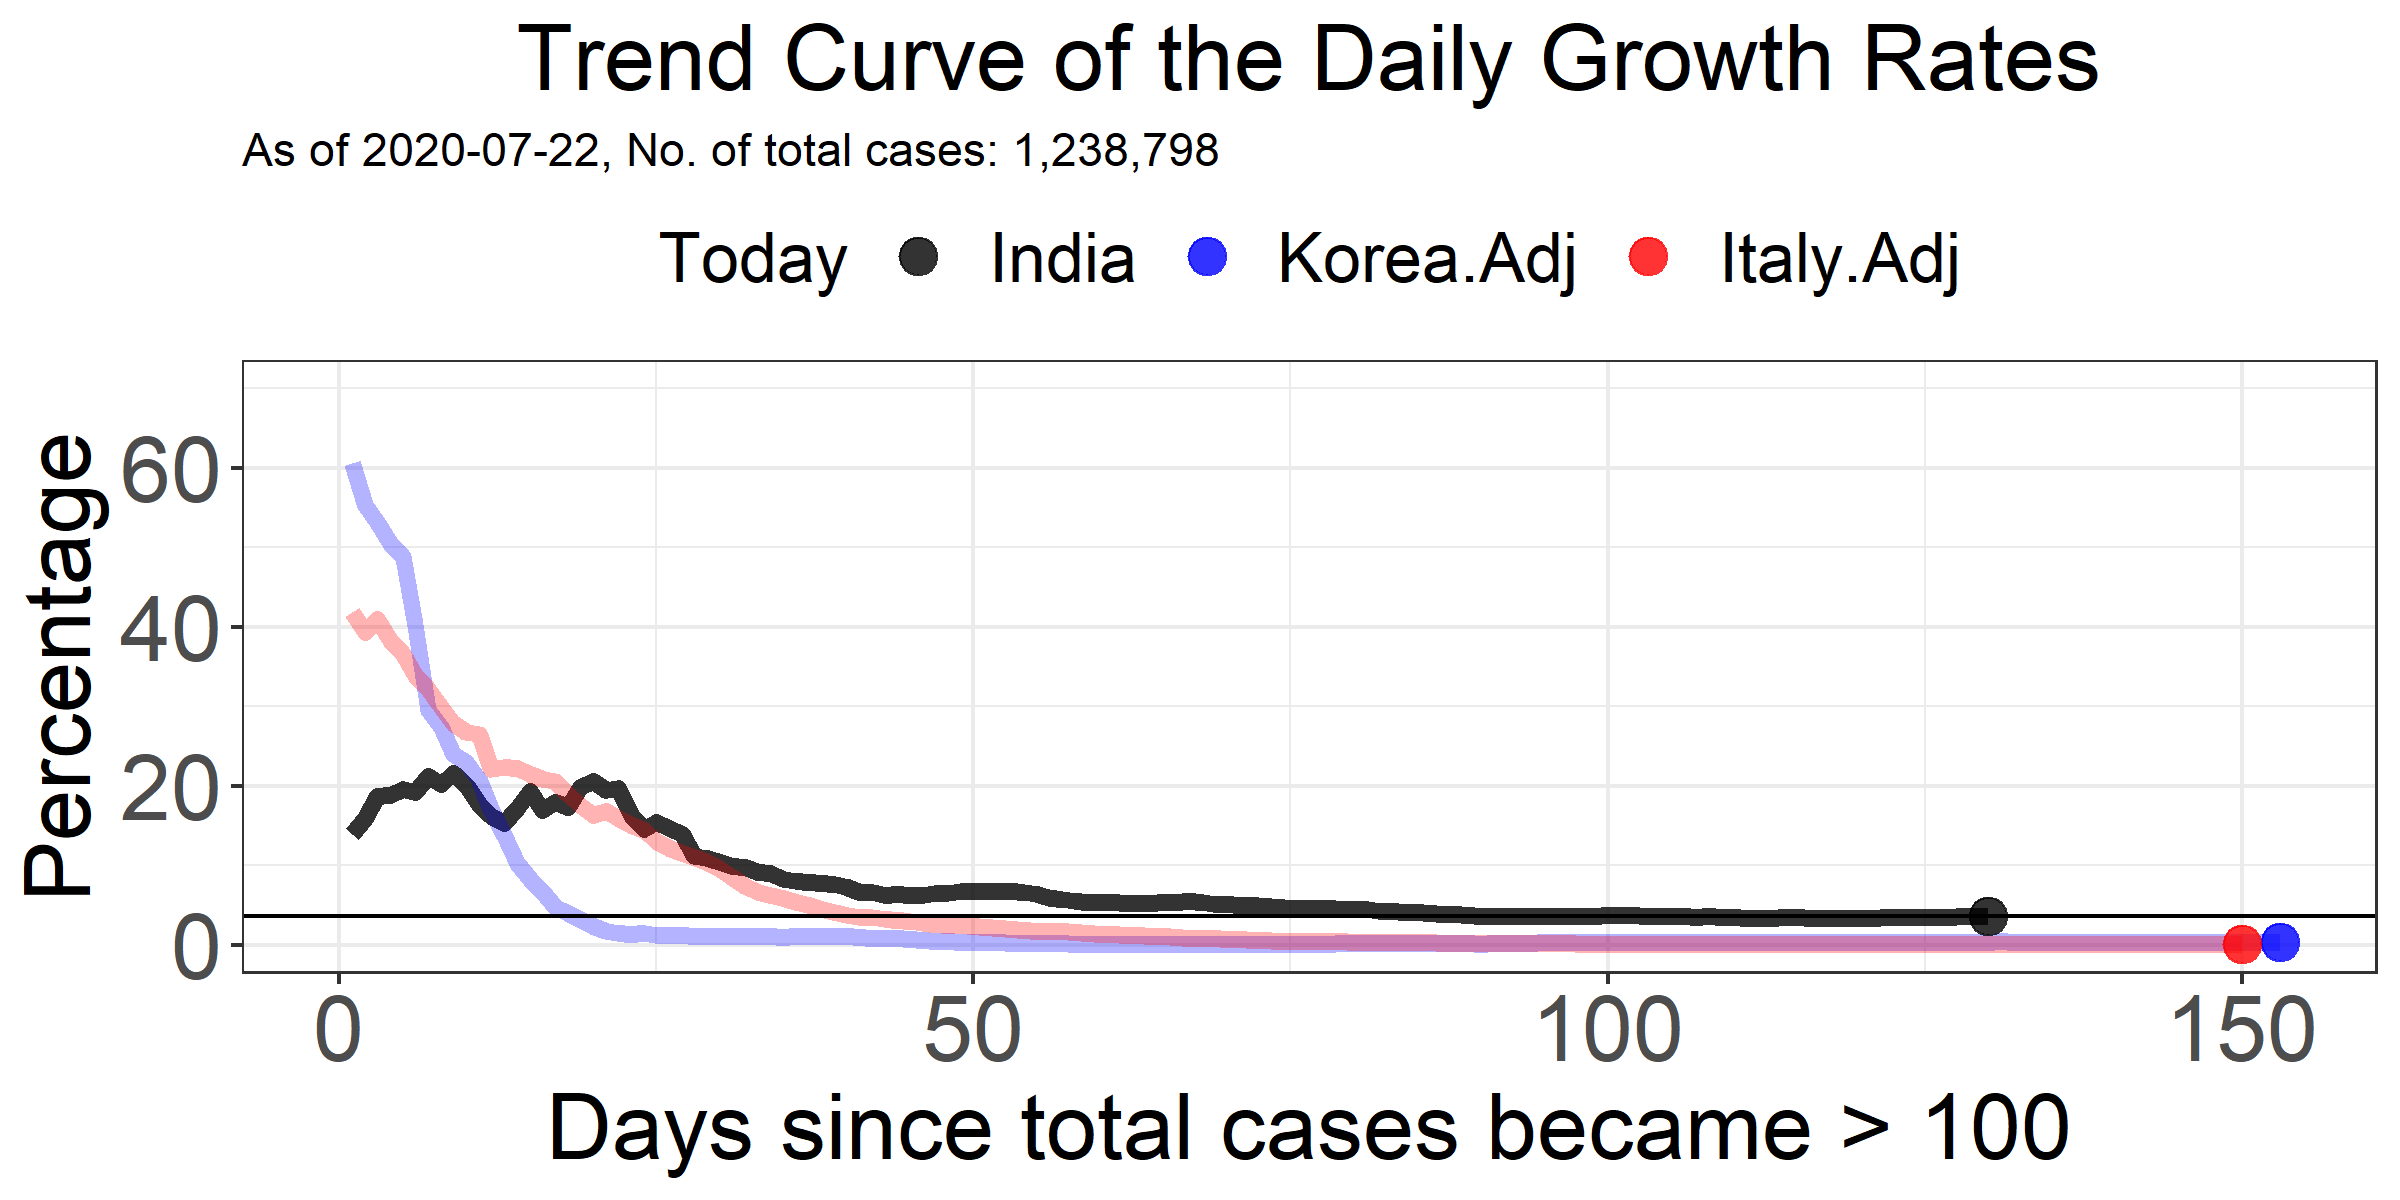 Trend Curve of the Daily Growth Rates
As of 2020-07-22, No. of total cases: 1,238,798
Today India Korea.Adj Italy.Adj
Percentage
60
40
20
0
0 50 100 150
Days since total cases became > 100